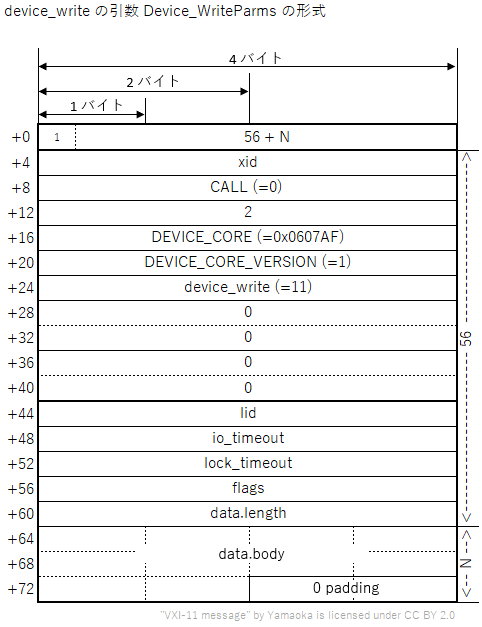 device_write の引数 Device_WriteParms の形式
4 バイト
2 バイト
1 バイト
+0 1 56 + N
+4 xid
+8 CALL (=0)
+12 2
+16 DEVICE_CORE (=0x0607AF)
+20 DEVICE_CORE_VERSION (=1)
+24 device_write (=11)
+28 0
+32 0
+36 0
+40 0
56
+44 lid
+48 io_timeout
+52 lock_timeout
+56 flags
+60 data.length
+64
data.body
+68
N
+72 0 padding
"VXI-11 message" by Yamaoka is licensed under CC BY 2.0